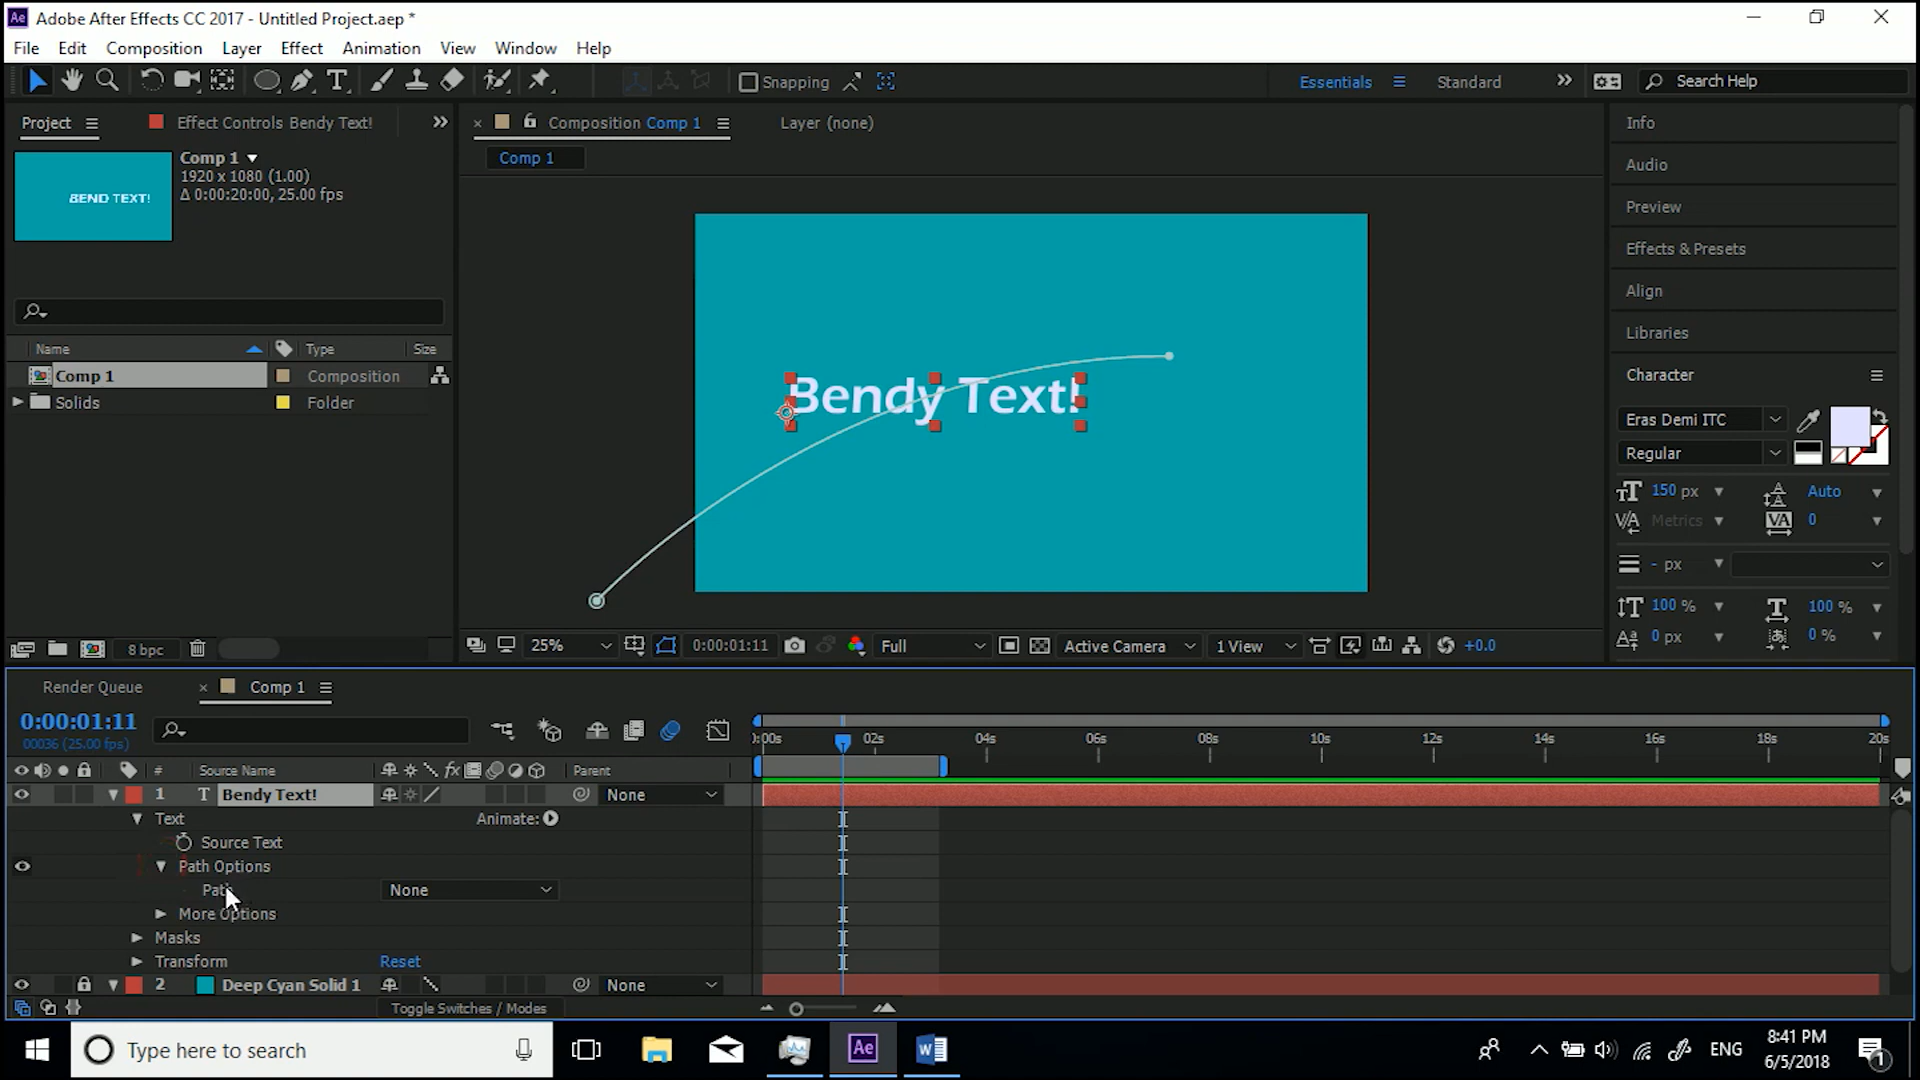 Ae Adobe After Effects CC 2017 - Untitled Project.aep *
File Edit Composition Layer Effect Animation View Window Help
Snapping
Essentials
Standard
Search Help
Project
Effect Controls Bendy Text!
Composition Comp 1
Layer (none)
Comp 1
1920 x 1080 (1.00)
Δ 0:00:20:00, 25.00 fps
BEND TEXT!
Comp 1
Name Type Size
Comp 1 Composition
Solids Folder
8 bpc
Bendy Text!
25%
0:00:01:11
Full
Active Camera
1 View
+0.0
Info
Audio
Preview
Effects & Presets
Align
Libraries
Character
Eras Demi ITC
Regular
150 px
Auto
Metrics
0
- px
100 %
100 %
0 px
0 %
Render Queue
Comp 1
0:00:01:11
00036 (25.00 fps)
# Source Name fx Parent
1 T Bendy Text! None
Text Animate:
Source Text
Path Options
Path None
More Options
Masks
Transform Reset
2 Deep Cyan Solid 1 None
Toggle Switches / Modes
):00s 02s 04s 06s 08s 10s 12s 14s 16s 18s 20s
Type here to search
Ae
ENG
8:41 PM
6/5/2018
1